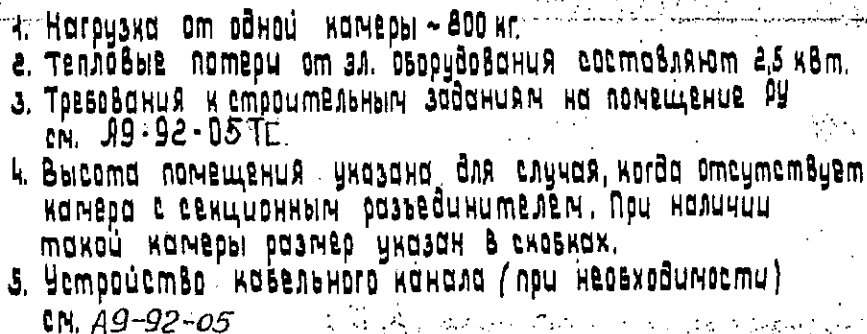 1. Нагрузка от одной камеры ~ 800 кг.
2. Тепловые потери от эл. оборудования составляют 2,5 кВт.
3. Требования к строительным заданиям на помещение РУ
см. А9-92-05ТС.
4. Высота помещения указана для случая, когда отсутствует
камера с секционным разъединителем. При наличии
такой камеры размер указан в скобках.
5. Устройство кабельного канала (при необходимости)
см. А9-92-05